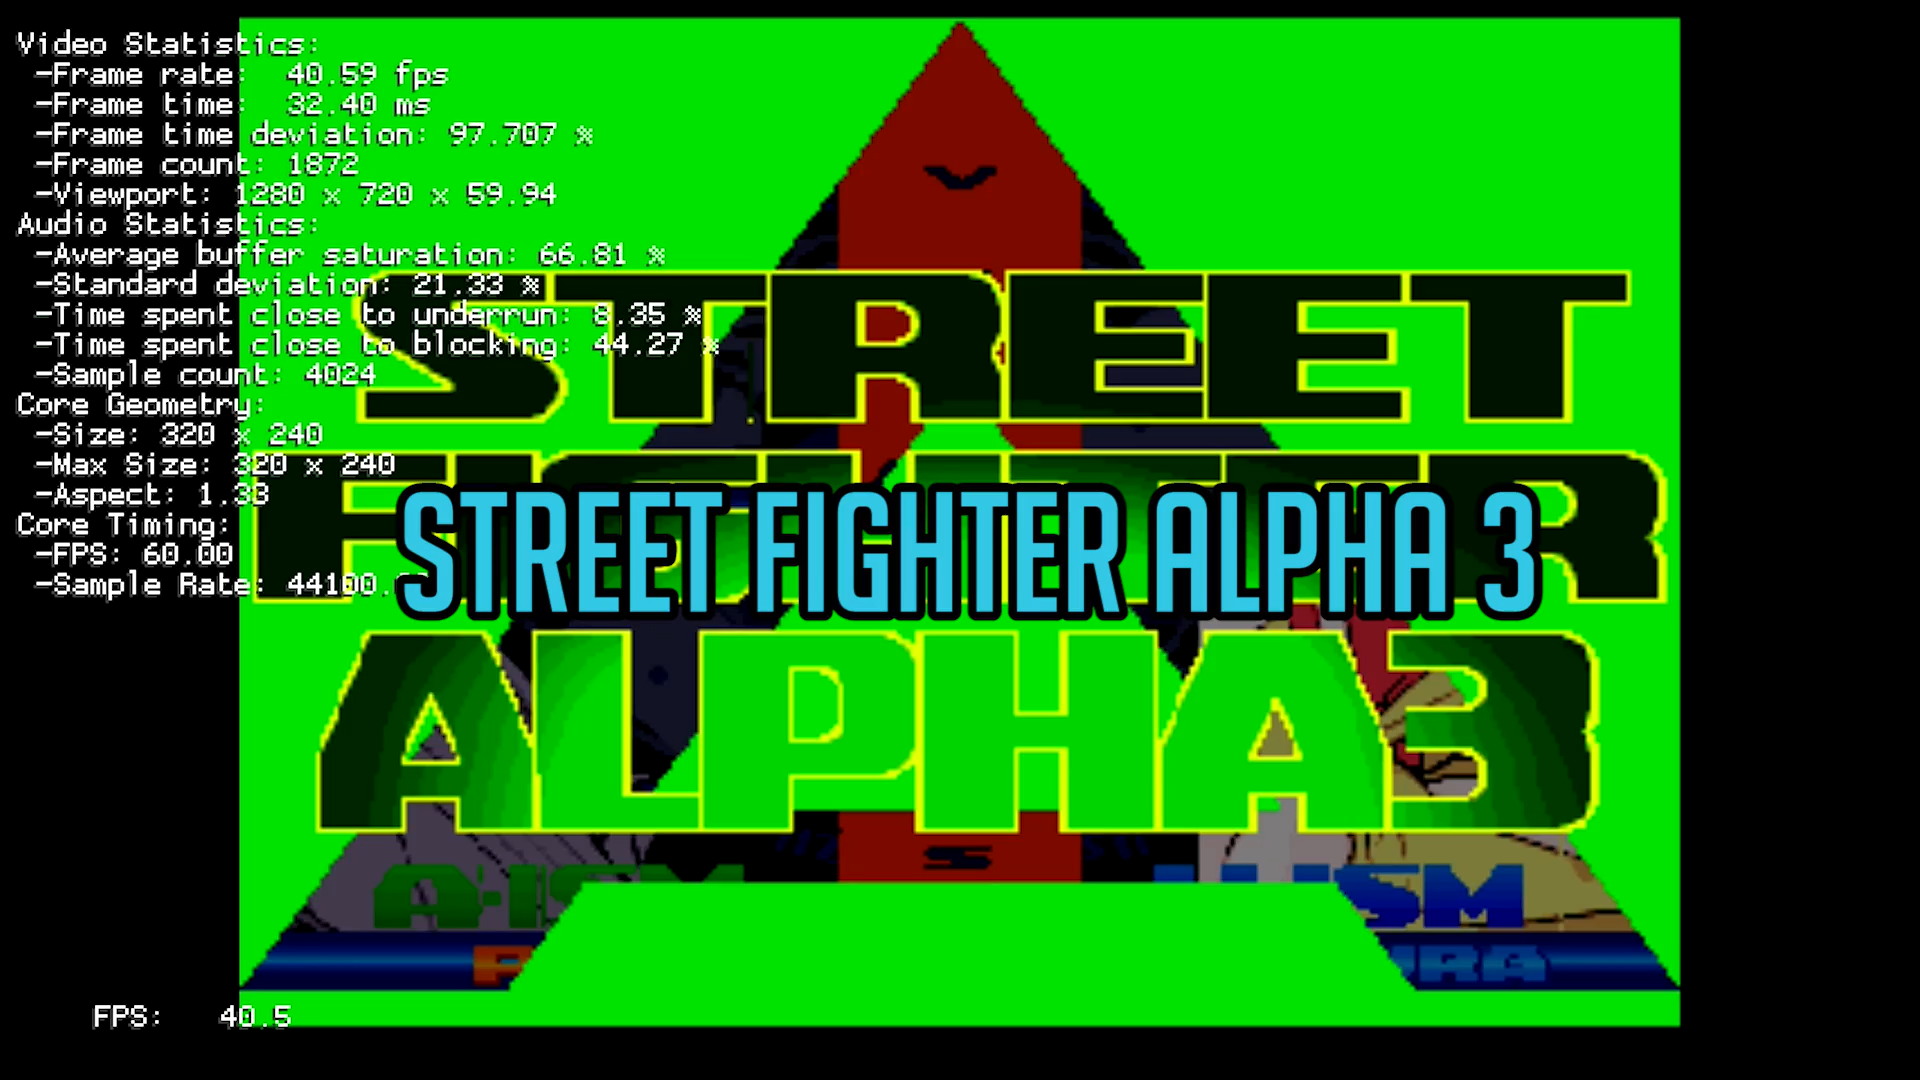 Video Statistics:
-Frame rate: 40.59 fps
-Frame time: 32.40 ms
-Frame time deviation: 97.707 %
-Frame count: 1872
-Viewport: 1280 x 720 x 59.94
Audio Statistics:
-Average buffer saturation: 66.81 %
-Standard deviation: 21.33 %
-Time spent close to underrun: 8.35 %
-Time spent close to blocking: 44.27 %
-Sample count: 4024
Core Geometry:
-Size: 320 x 240
-Max Size: 320 x 240
-Aspect: 1.33
Core Timing:
-FPS: 60.00
-Sample Rate: 44100.
STREET
FIGHTER
ALPHA3
STREET FIGHTER ALPHA 3
A-ISM
FPS: 40.5